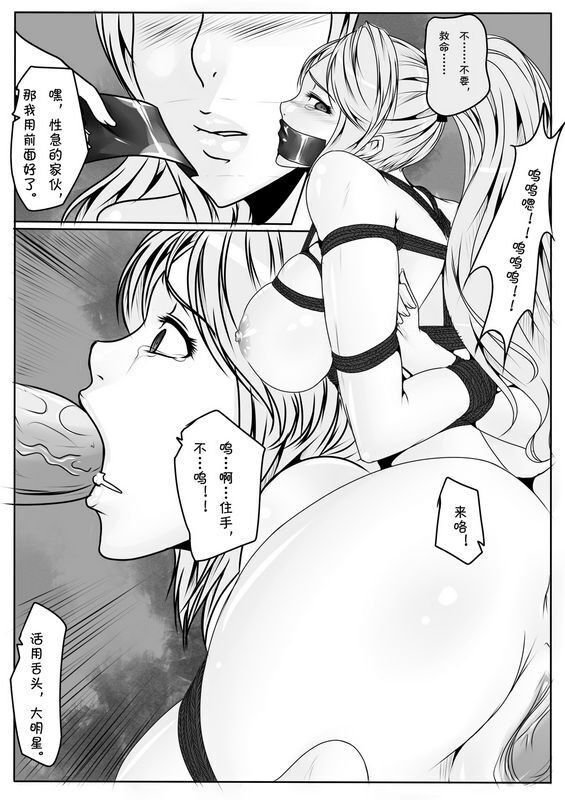 不……不要，
救命……
呜呜嗯！！呜呜呜！！
嘿，性急的家伙，
那我用前面好了。
来咯！
呜…啊…住手，
不…呜！！
活用舌头，大明星。